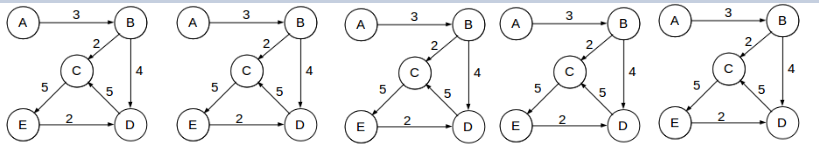 A 3 B A 3 B A 3 B A 3 B A 3 B
2 2 2 2 2
C 4 C 4 C 4 C 4 C 4
5 5 5 5 5 5 5 5 5 5
E 2 D E 2 D E 2 D E 2 D E 2 D